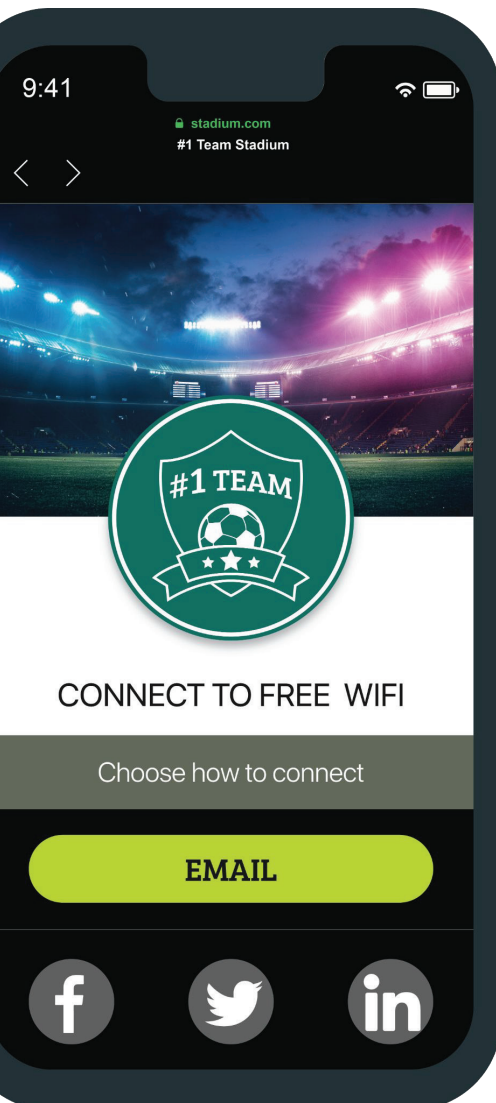 9:41
stadium.com
#1 Team Stadium
#1 TEAM
CONNECT TO FREE WIFI
Choose how to connect
EMAIL
f
in